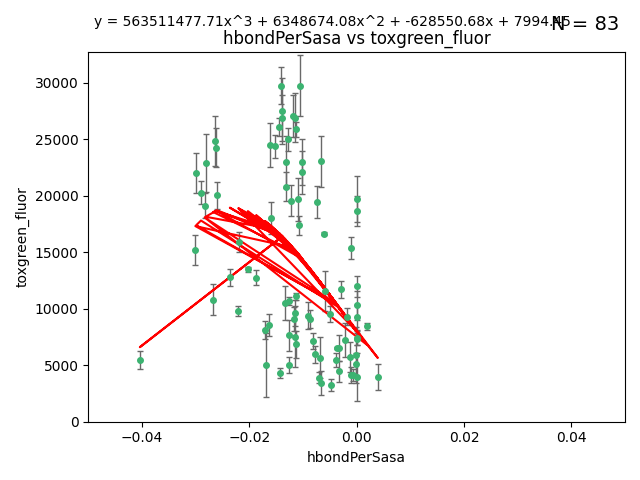 y = 563511477.71x^3 + 6348674.08x^2 + -628550.68x + 7994.
N = 83
hbondPerSasa vs toxgreen_fluor
30000
25000
20000
15000
10000
5000
0
toxgreen_fluor
−0.04
−0.02
0.00
0.02
0.04
hbondPerSasa